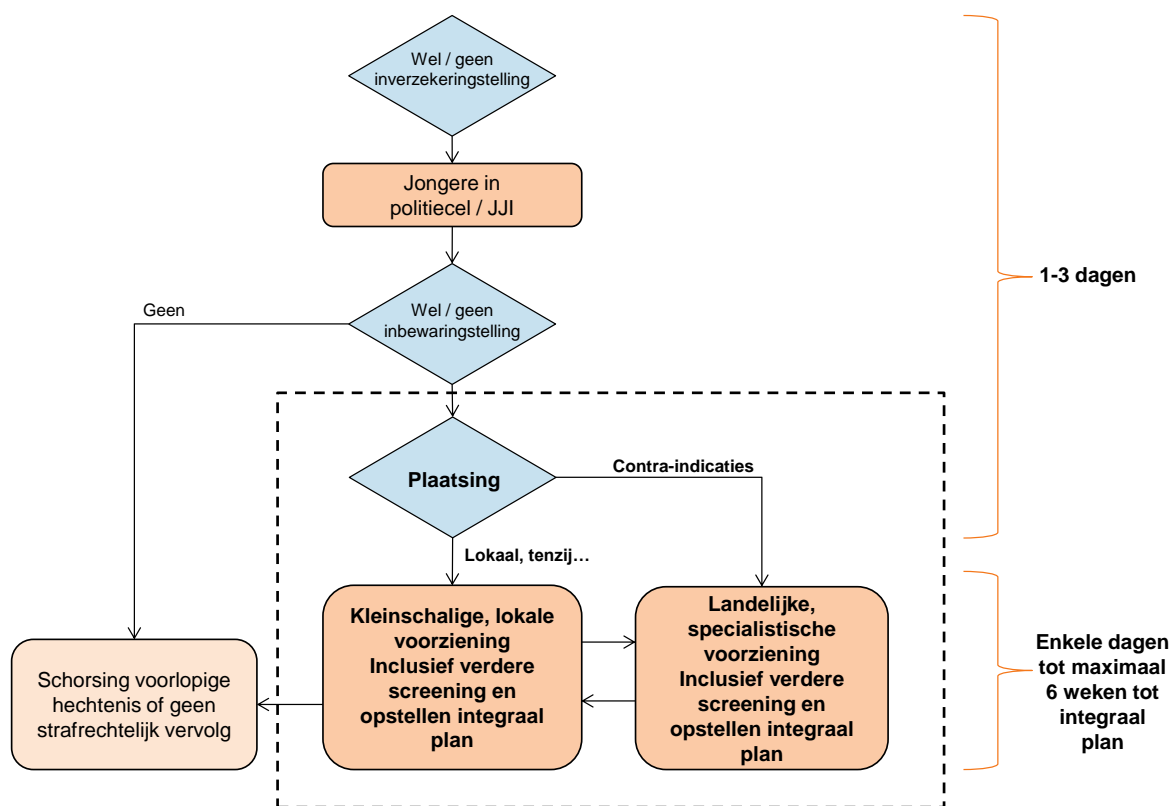 Wel / geen
inverzekeringstelling
Jongere in
politiecel / JJI
1-3 dagen
Geen
Wel / geen
inbewaringstelling
Plaatsing
Contra-indicaties
Lokaal, tenzij…
Kleinschalige, lokale
voorziening
Inclusief verdere
screening en
opstellen integraal
plan
Landelijke,
specialistische
voorziening
Inclusief verdere
screening en
opstellen integraal
plan
Enkele dagen
tot maximaal
6 weken tot
integraal
plan
Schorsing voorlopige
hechtenis of geen
strafrechtelijk vervolg